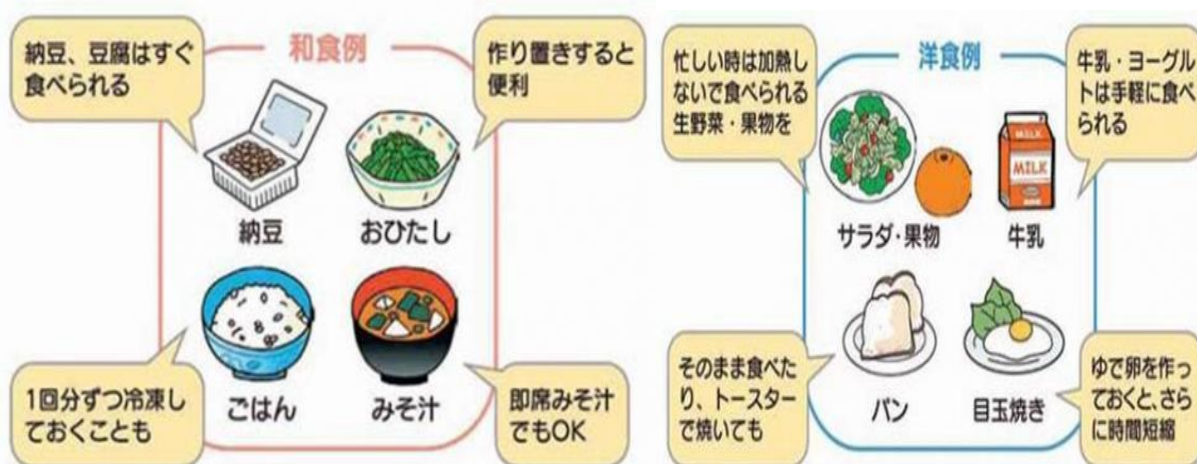 和食例
納豆、豆腐はすぐ
食べられる
作り置きすると
便利
納豆
おひたし
ごはん
みそ汁
1回分ずつ冷凍し
ておくことも
即席みそ汁
でもOK
洋食例
忙しい時は加熱し
ないで食べられる
生野菜・果物を
牛乳・ヨーグル
トは手軽に食べ
られる
MILK
MILK
サラダ・果物
牛乳
パン
目玉焼き
そのまま食べた
り、トースター
で焼いても
ゆで卵を作っ
ておくと、さら
に時間短縮